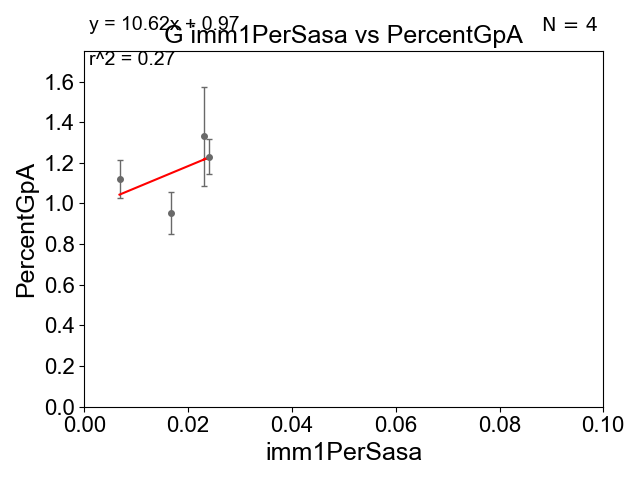 y = 10.62x + 0.97
G imm1PerSasa vs PercentGpA
N = 4
r^2 = 0.27
PercentGpA
1.6
1.4
1.2
1.0
0.8
0.6
0.4
0.2
0.0
0.00 0.02 0.04 0.06 0.08 0.10
imm1PerSasa